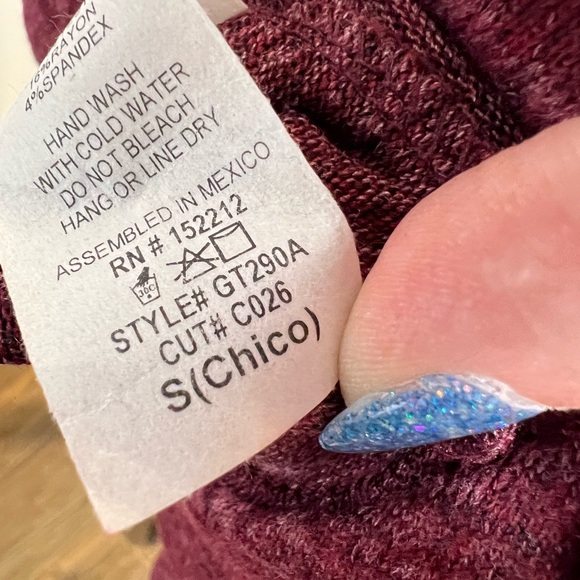 16%RAYON
4%SPANDEX
HAND WASH
WITH COLD WATER
DO NOT BLEACH
HANG OR LINE DRY
ASSEMBLED IN MEXICO
RN # 152212
30C
STYLE# GT290A
CUT# C026
S(Chico)